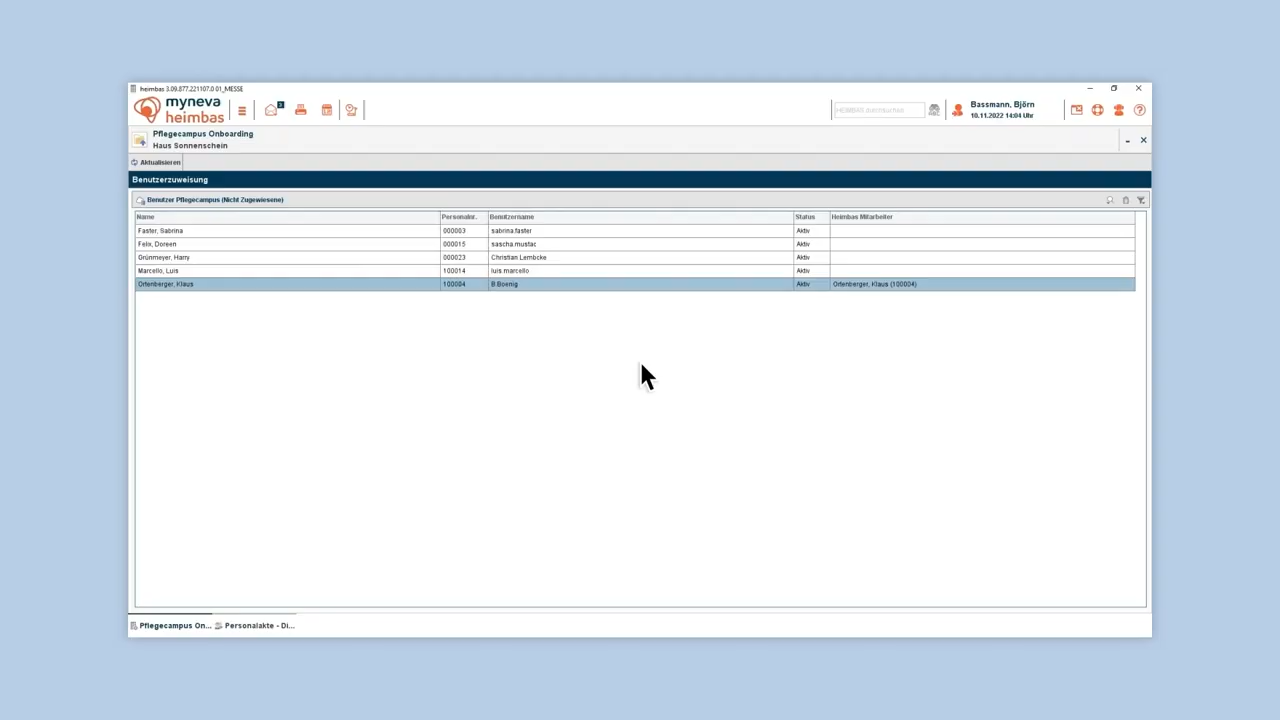 heimbas 3.09.877.221107.0 01_MESSE
myneva
heimbas
3
HEIMBAS durchsuchen
Bassmann, Björn
10.11.2022 14:04 Uhr
Pflegecampus Onboarding
Haus Sonnenschein
Aktualisieren
Benutzerzuweisung
Benutzer Pflegecampus (Nicht Zugewiesene)
Name Personalnr. Benutzername Status Heimbas Mitarbeiter
Faster, Sabrina 000003 sabrina.faster Aktiv
Felix, Doreen 000015 sascha.mustac Aktiv
Grünmeyer, Harry 000023 Christian Lembcke Aktiv
Marcello, Luis 100014 luis.marcello Aktiv
Ortenberger, Klaus 100004 B.Boenig Aktiv Ortenberger, Klaus (100004)
Pflegecampus On... Personalakte - Di...